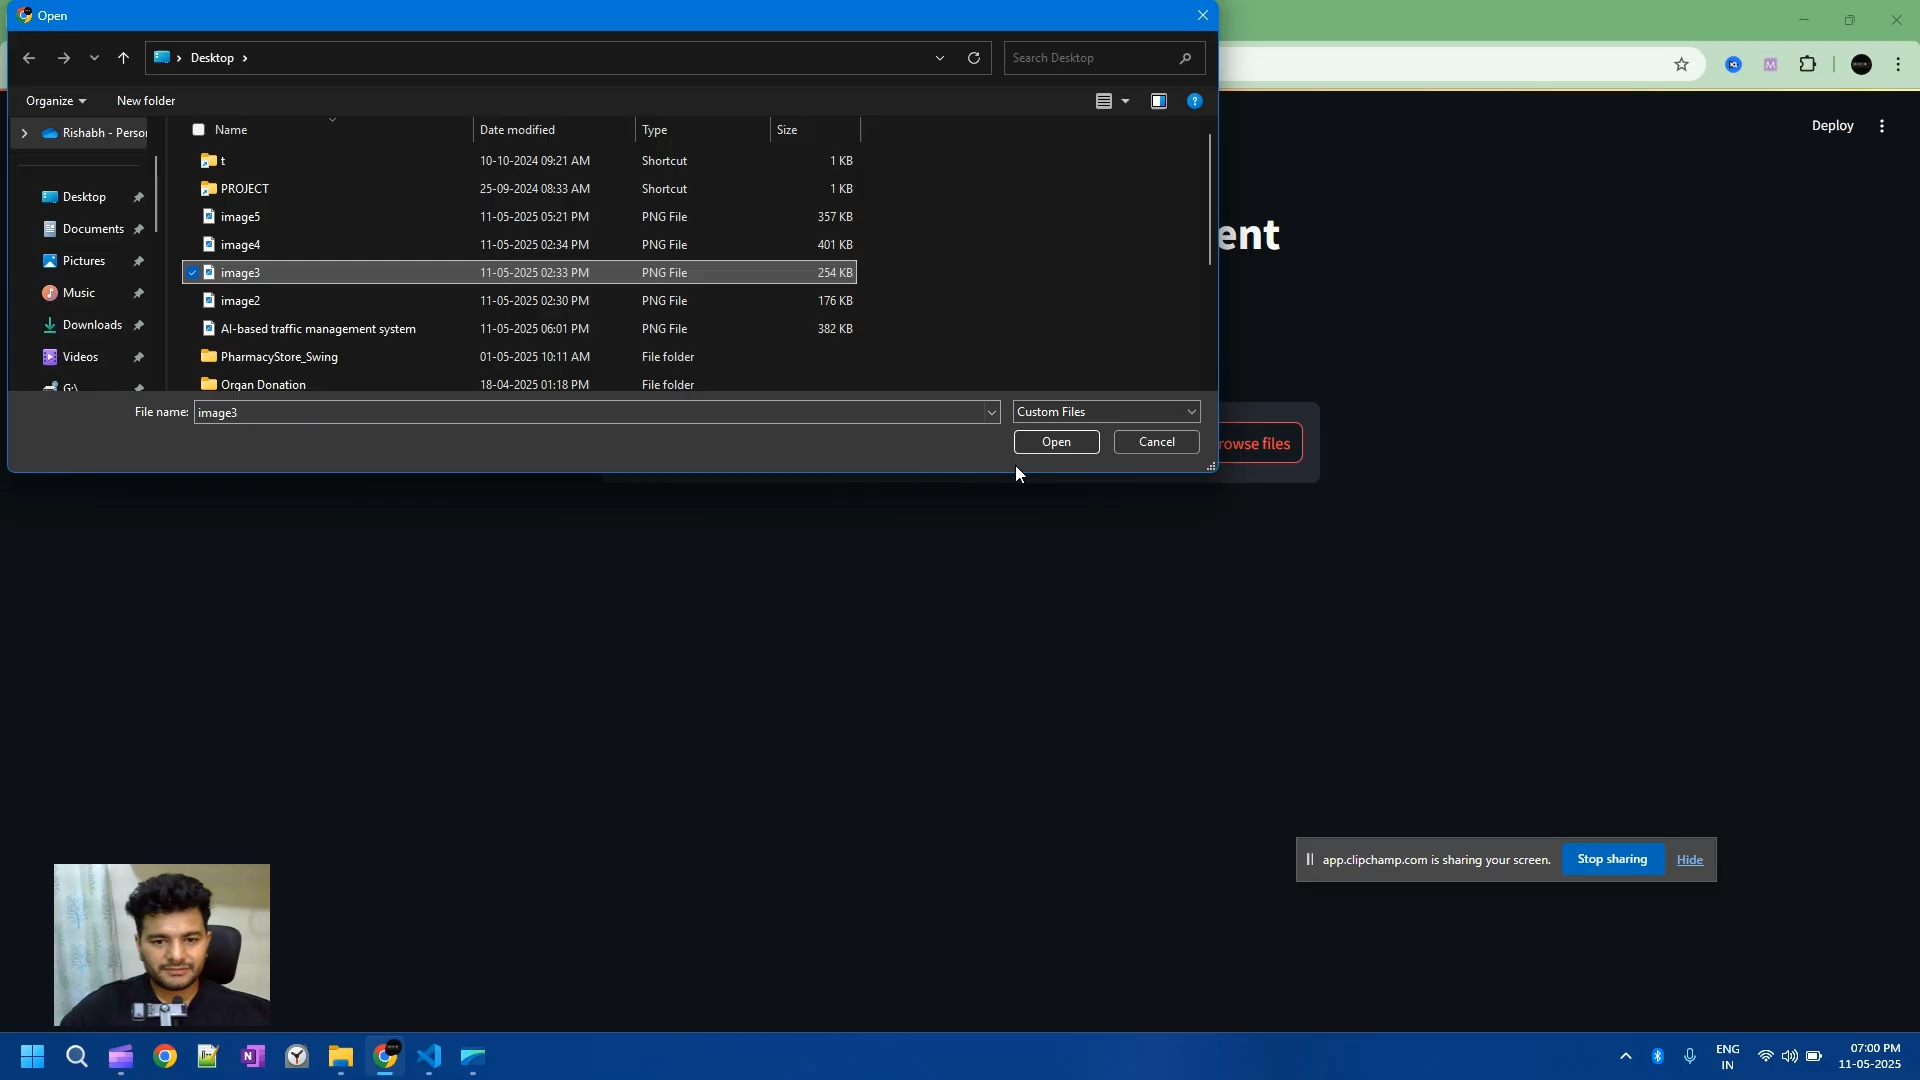 Open
Desktop
Search Desktop
Organize
New folder
Rishabh - Perso
Desktop
Documents
Pictures
Music
Downloads
Videos
G:\
Name Date modified Type Size
t 10-10-2024 09:21 AM Shortcut 1 KB
PROJECT 25-09-2024 08:33 AM Shortcut 1 KB
image5 11-05-2025 05:21 PM PNG File 357 KB
image4 11-05-2025 02:34 PM PNG File 401 KB
image3 11-05-2025 02:33 PM PNG File 254 KB
image2 11-05-2025 02:30 PM PNG File 176 KB
AI-based traffic management system 11-05-2025 06:01 PM PNG File 382 KB
PharmacyStore_Swing 01-05-2025 10:11 AM File folder
Organ Donation 18-04-2025 01:18 PM File folder
File name: image3
Custom Files
Open
Cancel
Deploy
ent
rowse files
app.clipchamp.com is sharing your screen.
Stop sharing
Hide
ENG
IN
07:00 PM
11-05-2025